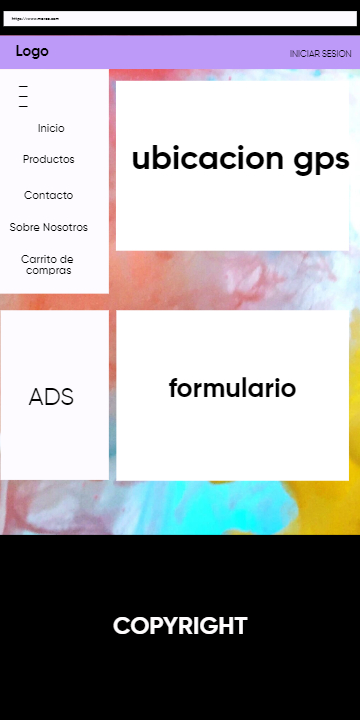 https://www.marca.com
Logo
INICIAR SESION
Inicio
Productos
Contacto
Sobre Nosotros
Carrito de
compras
ubicacion gps
ADS
formulario
COPYRIGHT